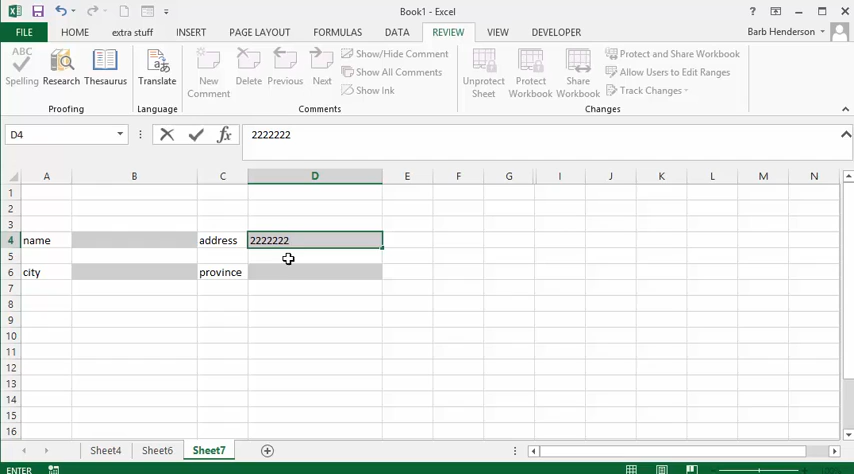 Book1 - Excel
FILE HOME extra stuff INSERT PAGE LAYOUT FORMULAS DATA REVIEW VIEW DEVELOPER Barb Henderson
ABC
Spelling Research Thesaurus Translate New Comment Delete Previous Next Show/Hide Comment
Show All Comments
Show Ink
Unprotect Sheet Protect Workbook Share Workbook Protect and Share Workbook
Allow Users to Edit Ranges
Track Changes
Proofing Language Comments Changes
D4 fx 2222222
A B C D E F G I J K L M N
1
2
3
4 name address 2222222
5
6 city province
7
8
9
10
11
12
13
14
15
16
Sheet4 Sheet6 Sheet7
ENTER